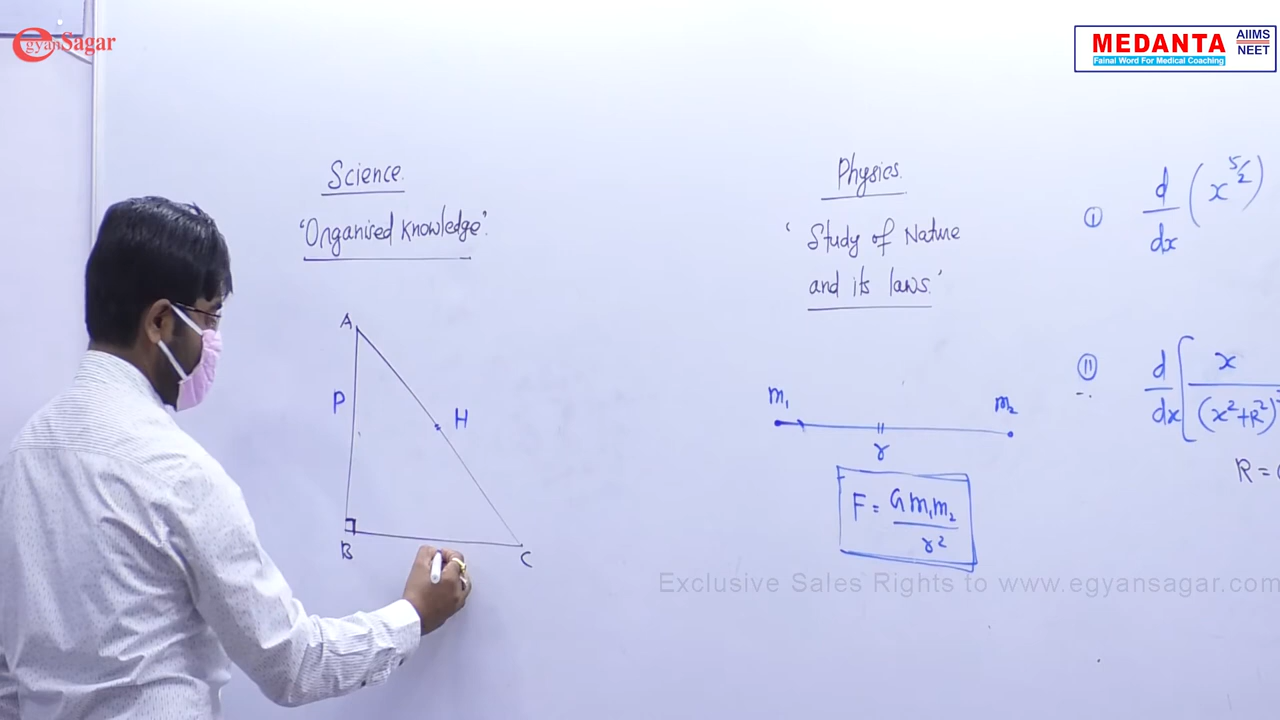 egyanSagar
MEDANTA
AIIMS
NEET
Fainal Word For Medical Coaching
Science.
'Organised knowledge'.
A
P
H
B
C
Physics.
' Study of Nature
and its laws.'
m₁
m₂
r
F = Gm₁m₂/r²
(I) d/dx (x^5/2)
(II) d/dx [x/(x²+R²)
R =
Exclusive Sales Rights to www.egyansagar.com